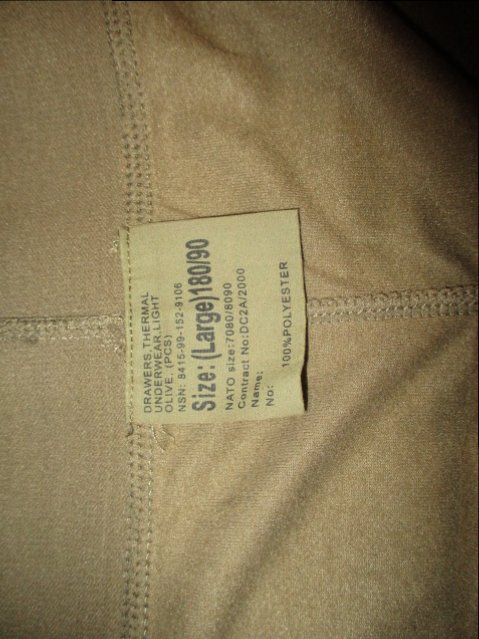 DRAWERS.THERMAL
UNDERWEAR.LIGHT
OLIVE. (PCS)
NSN: 8415-99-152-9106
Size:(Large)180/90
NATO size:7080/8090
Contract No:DC2A/2000
Name:
No:
100%POLYESTER